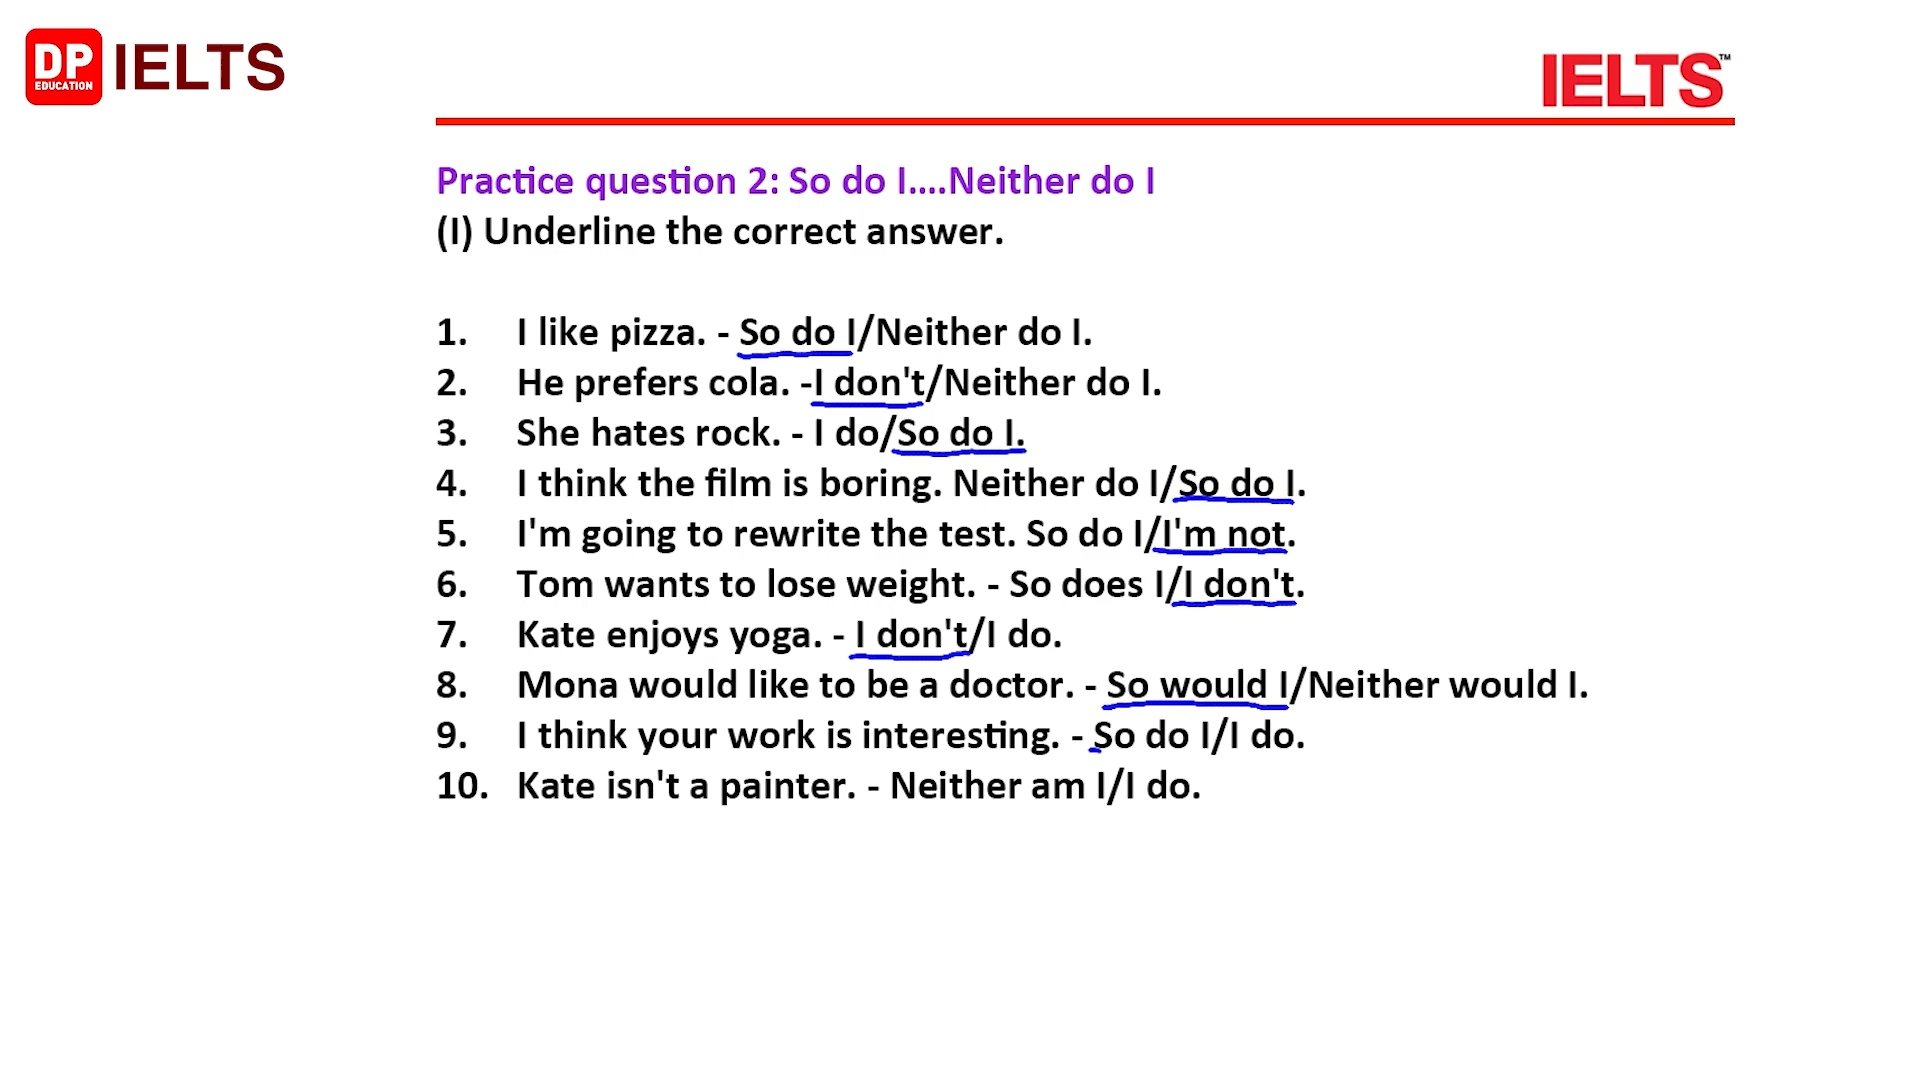 DP
EDUCATION
IELTS
IELTS™
Practice question 2: So do I....Neither do I
(I) Underline the correct answer.
1. I like pizza. - So do I/Neither do I.
2. He prefers cola. -I don't/Neither do I.
3. She hates rock. - I do/So do I.
4. I think the film is boring. Neither do I/So do I.
5. I'm going to rewrite the test. So do I/I'm not.
6. Tom wants to lose weight. - So does I/I don't.
7. Kate enjoys yoga. - I don't/I do.
8. Mona would like to be a doctor. - So would I/Neither would I.
9. I think your work is interesting. - So do I/I do.
10. Kate isn't a painter. - Neither am I/I do.